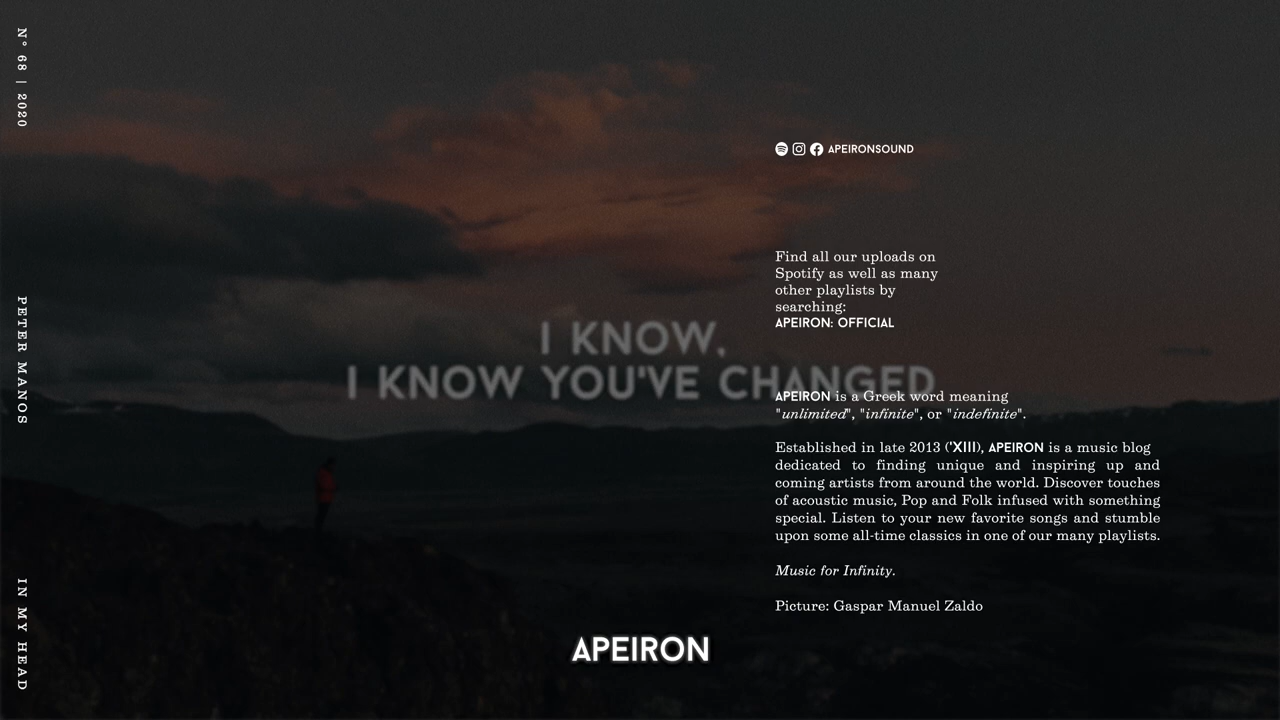 N° 68 | 2020
PETER MANOS
IN MY HEAD
APEIRONSOUND
Find all our uploads on
Spotify as well as many
other playlists by
searching:
APEIRON: OFFICIAL
I KNOW,
I KNOW YOU'VE CHANGED
APEIRON is a Greek word meaning
"unlimited", "infinite", or "indefinite".
Established in late 2013 ('XIII), APEIRON is a music blog
dedicated to finding unique and inspiring up and
coming artists from around the world. Discover touches
of acoustic music, Pop and Folk infused with something
special. Listen to your new favorite songs and stumble
upon some all-time classics in one of our many playlists.
Music for Infinity.
Picture: Gaspar Manuel Zaldo
APEIRON